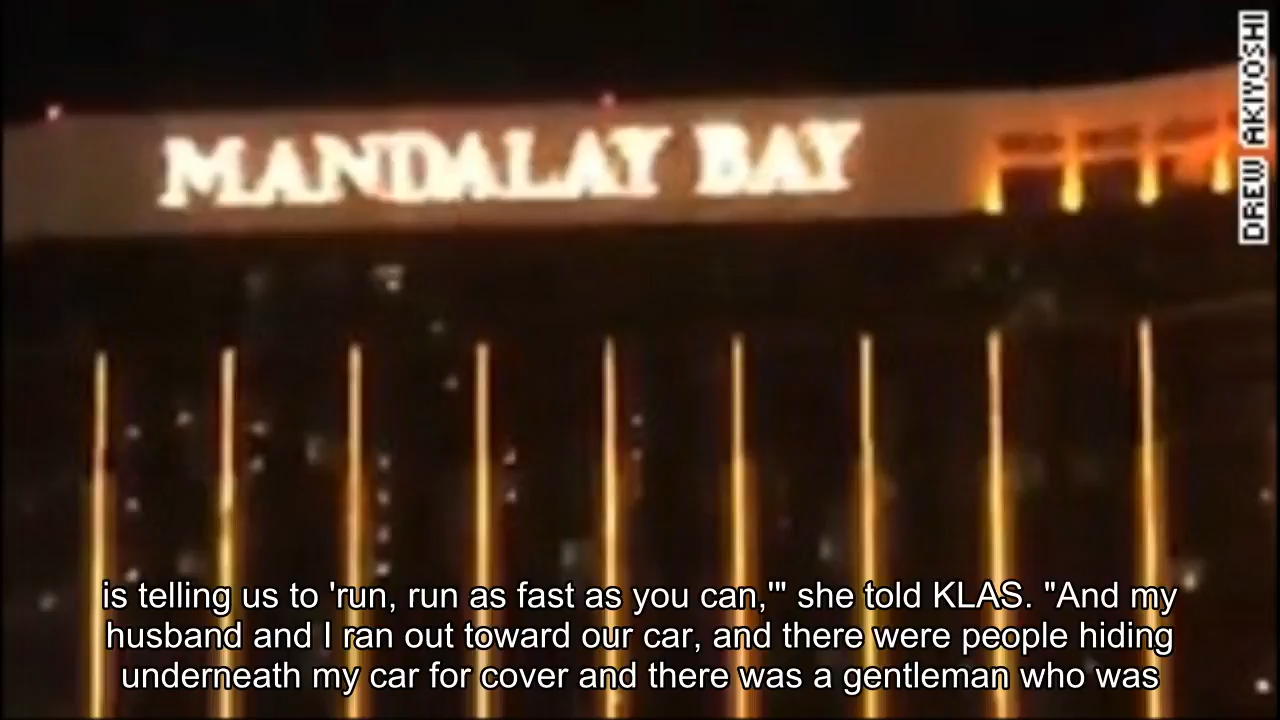 MANDALAY BAY
DREW AKIYOSHI
is telling us to 'run, run as fast as you can,'" she told KLAS. "And my
husband and I ran out toward our car, and there were people hiding
underneath my car for cover and there was a gentleman who was